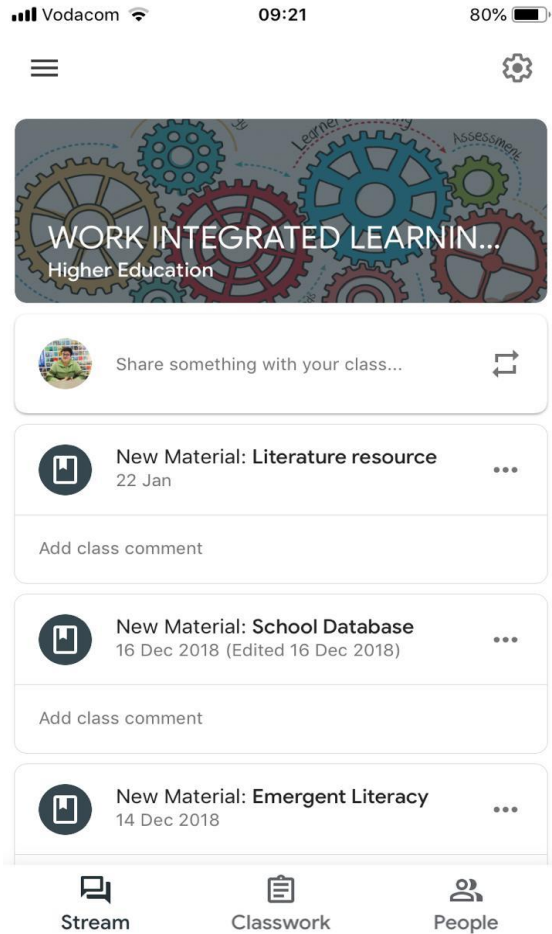 Vodacom
09:21
80%
Learner
Assessment
WORK INTEGRATED LEARNIN...
Higher Education
Share something with your class...
New Material: Literature resource
22 Jan
Add class comment
New Material: School Database
16 Dec 2018 (Edited 16 Dec 2018)
Add class comment
New Material: Emergent Literacy
14 Dec 2018
Stream
Classwork
People